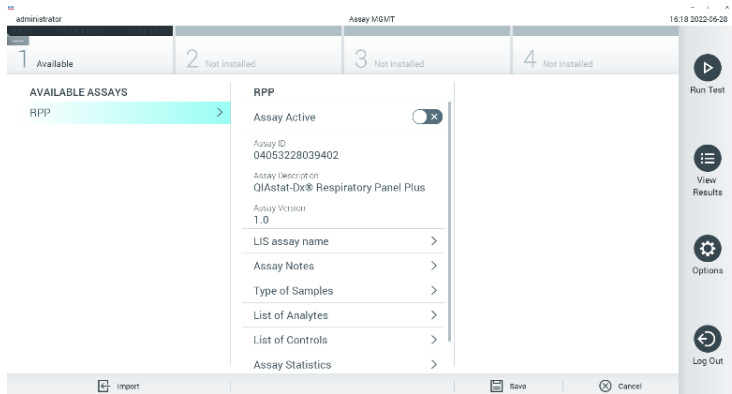 administrator Assay MGMT 16:18 2022-06-28
1 Available
2 Not installed
3 Not installed
4 Not installed
AVAILABLE ASSAYS
RPP
RPP
Assay Active
Assay ID
04053228039402
Assay Description
QIAstat-Dx® Respiratory Panel Plus
Assay Version
1.0
LIS assay name
Assay Notes
Type of Samples
List of Analytes
List of Controls
Assay Statistics
Run Test
View
Results
Options
Log Out
Import
Save
Cancel